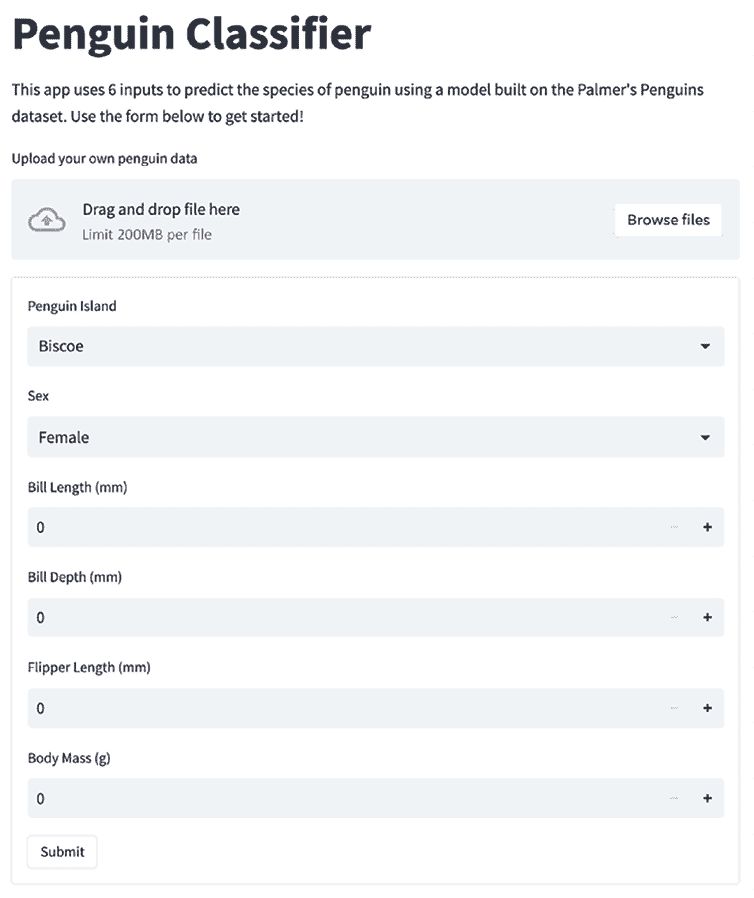 Penguin Classifier
This app uses 6 inputs to predict the species of penguin using a model built on the Palmer's Penguins
dataset. Use the form below to get started!
Upload your own penguin data
Drag and drop file here
Limit 200MB per file
Browse files
Penguin Island
Biscoe
Sex
Female
Bill Length (mm)
0
Bill Depth (mm)
0
Flipper Length (mm)
0
Body Mass (g)
0
Submit